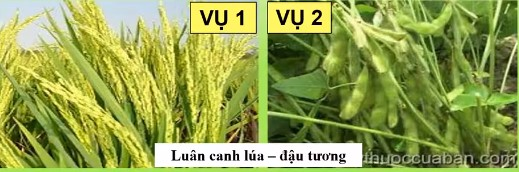 VỤ 1
VỤ 2
Luân canh lúa – đậu tương
thuoccuaban.com